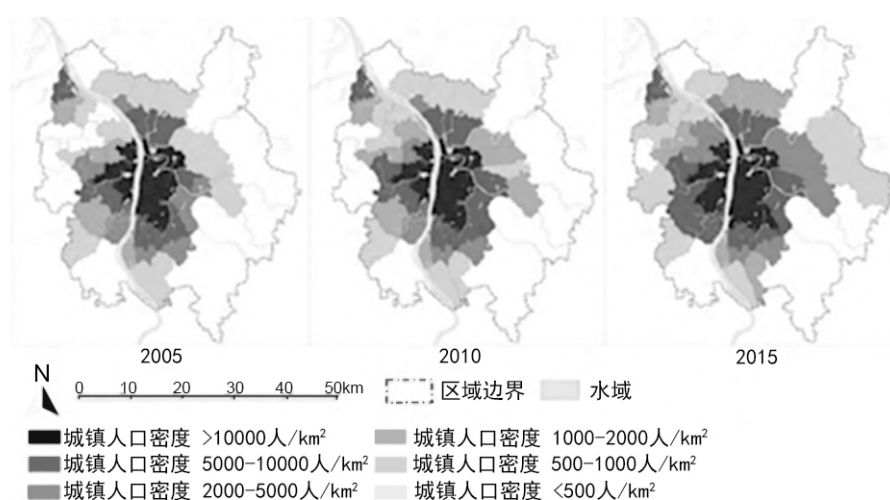 2005 2010 2015
N
0 10 20 30 40 50km
区域边界 水域
城镇人口密度 >10000人/km² 城镇人口密度 1000-2000人/km²
城镇人口密度 5000-10000人/km² 城镇人口密度 500-1000人/km²
城镇人口密度 2000-5000人/km² 城镇人口密度 <500人/km²